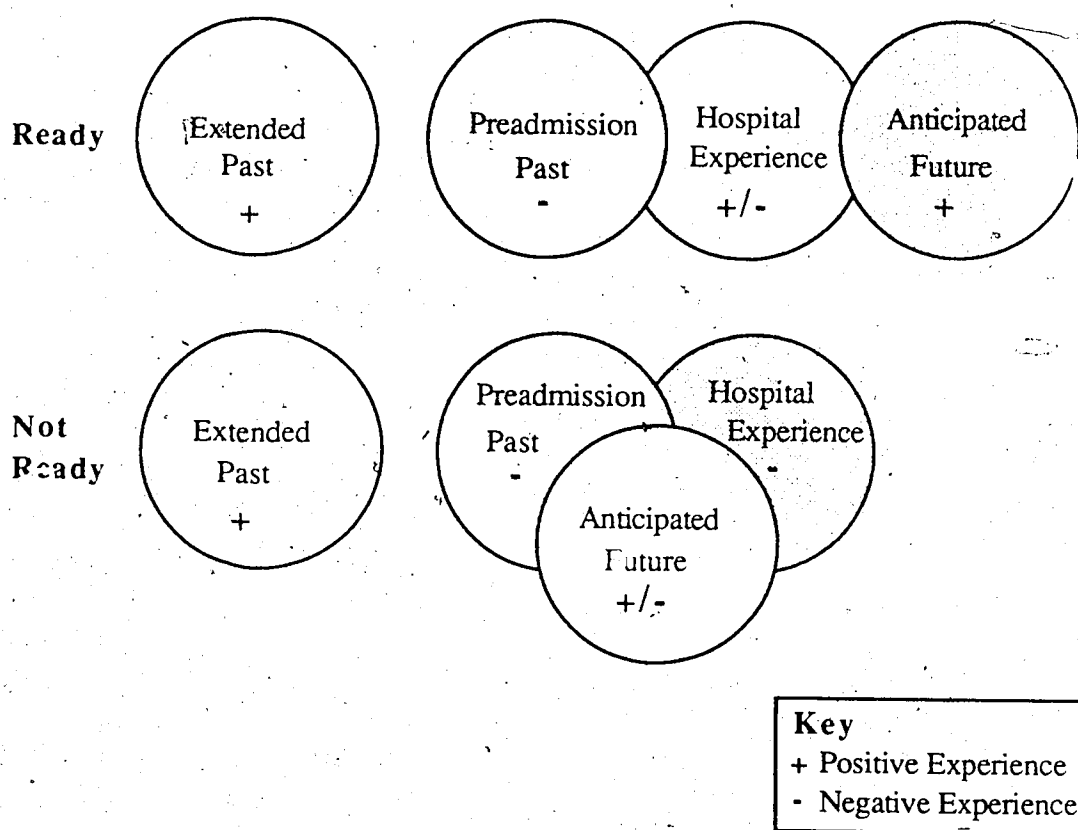 Ready
Extended
Past
+
Preadmission
Past
-
Hospital
Experience
+/-
Anticipated
Future
+
Not
Ready
Extended
Past
+
Preadmission
Past
-
Hospital
Experience
-
Anticipated
Future
+/-
Key
+ Positive Experience
- Negative Experience